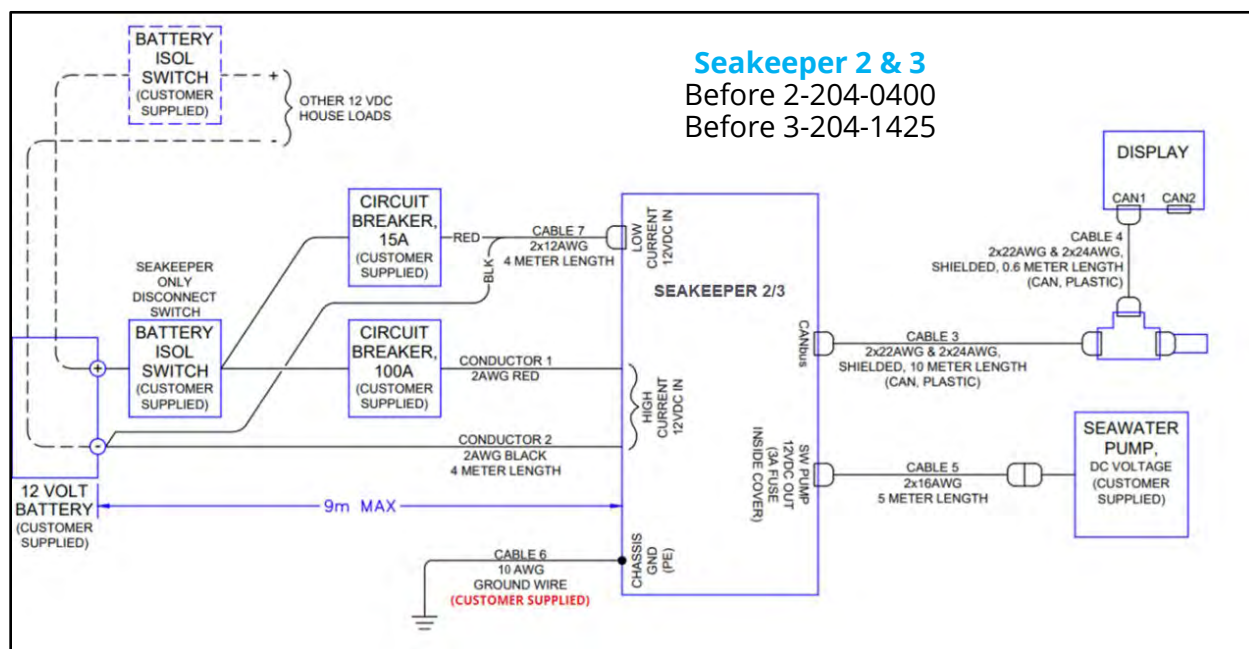 BATTERY
ISOL
SWITCH
(CUSTOMER
SUPPLIED)
+
-
OTHER 12 VDC
HOUSE LOADS
Seakeeper 2 & 3
Before 2-204-0400
Before 3-204-1425
DISPLAY
CAN1 CAN2
CABLE 4
2x22AWG & 2x24AWG,
SHIELDED, 0.6 METER LENGTH
(CAN, PLASTIC)
CIRCUIT
BREAKER,
15A
(CUSTOMER
SUPPLIED)
RED
BLK
CABLE 7
2x12AWG
4 METER LENGTH
LOW
CURRENT
12VDC IN
SEAKEEPER 2/3
SEAKEEPER
ONLY
DISCONNECT
SWITCH
BATTERY
ISOL
SWITCH
(CUSTOMER
SUPPLIED)
+
-
CIRCUIT
BREAKER,
100A
(CUSTOMER
SUPPLIED)
CONDUCTOR 1
2AWG RED
HIGH
CURRENT
12VDC IN
CONDUCTOR 2
2AWG BLACK
4 METER LENGTH
CANbus
CABLE 3
2x22AWG & 2x24AWG,
SHIELDED, 10 METER LENGTH
(CAN, PLASTIC)
SW PUMP
12VDC OUT
(3A FUSE
INSIDE COVER)
CABLE 5
2x16AWG
5 METER LENGTH
SEAWATER
PUMP,
DC VOLTAGE
(CUSTOMER
SUPPLIED)
12 VOLT
BATTERY
(CUSTOMER
SUPPLIED)
9m MAX
CHASSIS
GND
(PE)
CABLE 6
10 AWG
GROUND WIRE
(CUSTOMER SUPPLIED)